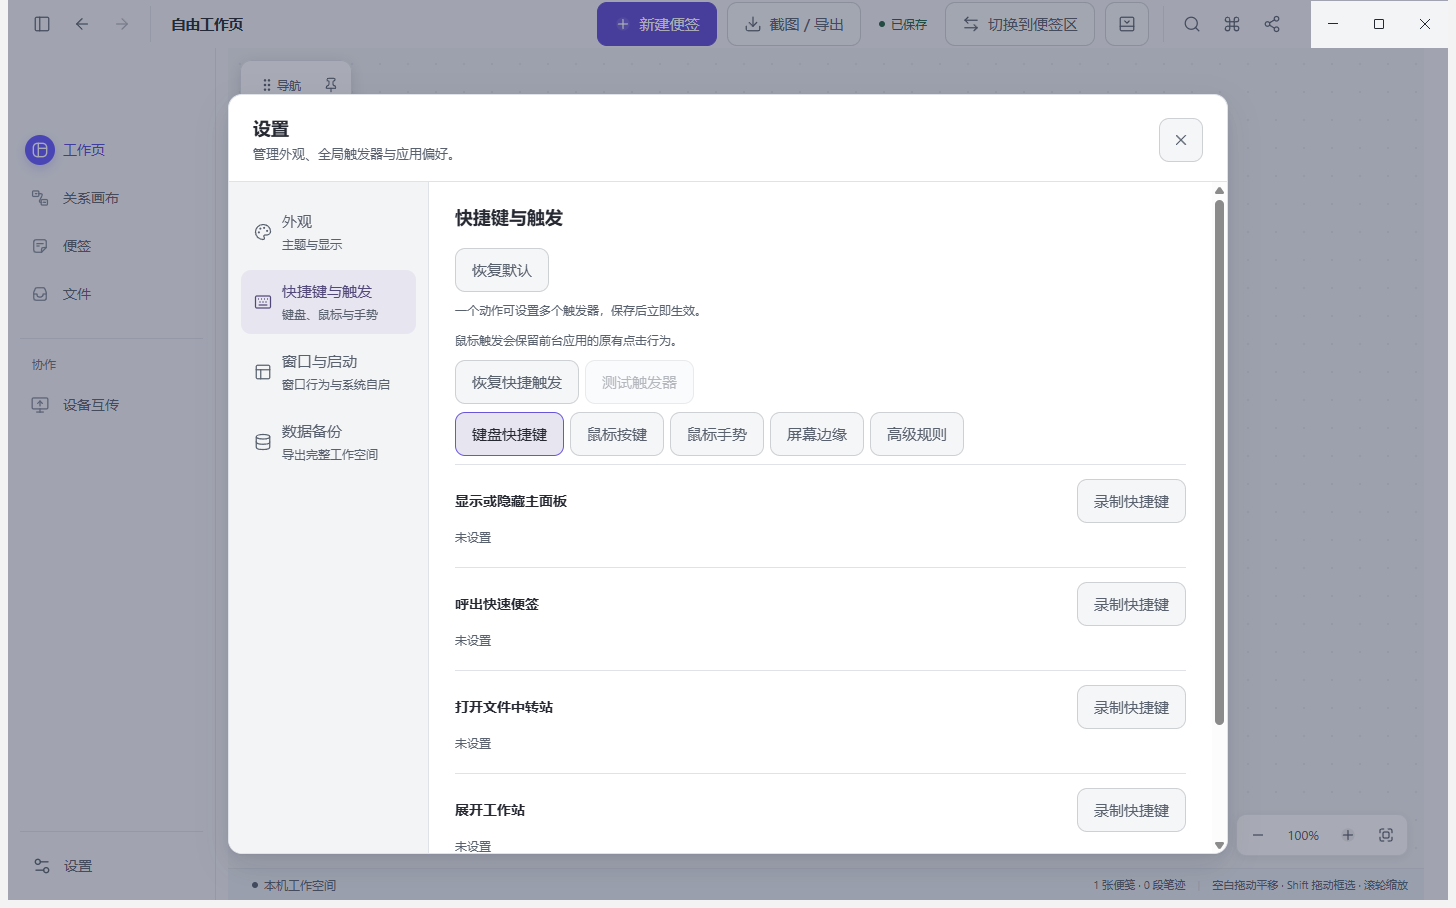 自由工作页
新建便签
截图 / 导出
已保存
切换到便签区
导航
工作页
关系画布
便签
文件
协作
设备互传
设置
设置
管理外观、全局触发器与应用偏好。
外观
主题与显示
快捷键与触发
键盘、鼠标与手势
窗口与启动
窗口行为与系统自启
数据备份
导出完整工作空间
快捷键与触发
恢复默认
一个动作可设置多个触发器，保存后立即生效。
鼠标触发会保留前台应用的原有点击行为。
恢复快捷触发
测试触发器
键盘快捷键
鼠标按键
鼠标手势
屏幕边缘
高级规则
显示或隐藏主面板
录制快捷键
未设置
呼出快速便签
录制快捷键
未设置
打开文件中转站
录制快捷键
未设置
展开工作站
录制快捷键
未设置
100%
本机工作空间
1 张便笺 · 0 段笔迹
空白拖动平移 · Shift 拖动框选 · 滚轮缩放